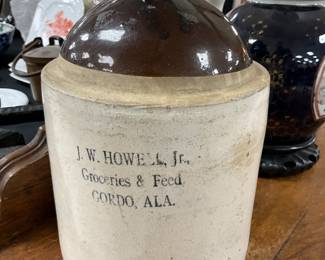 J. W. HOWELL, Jr.,
Groceries & Feed,
GORDO, ALA.